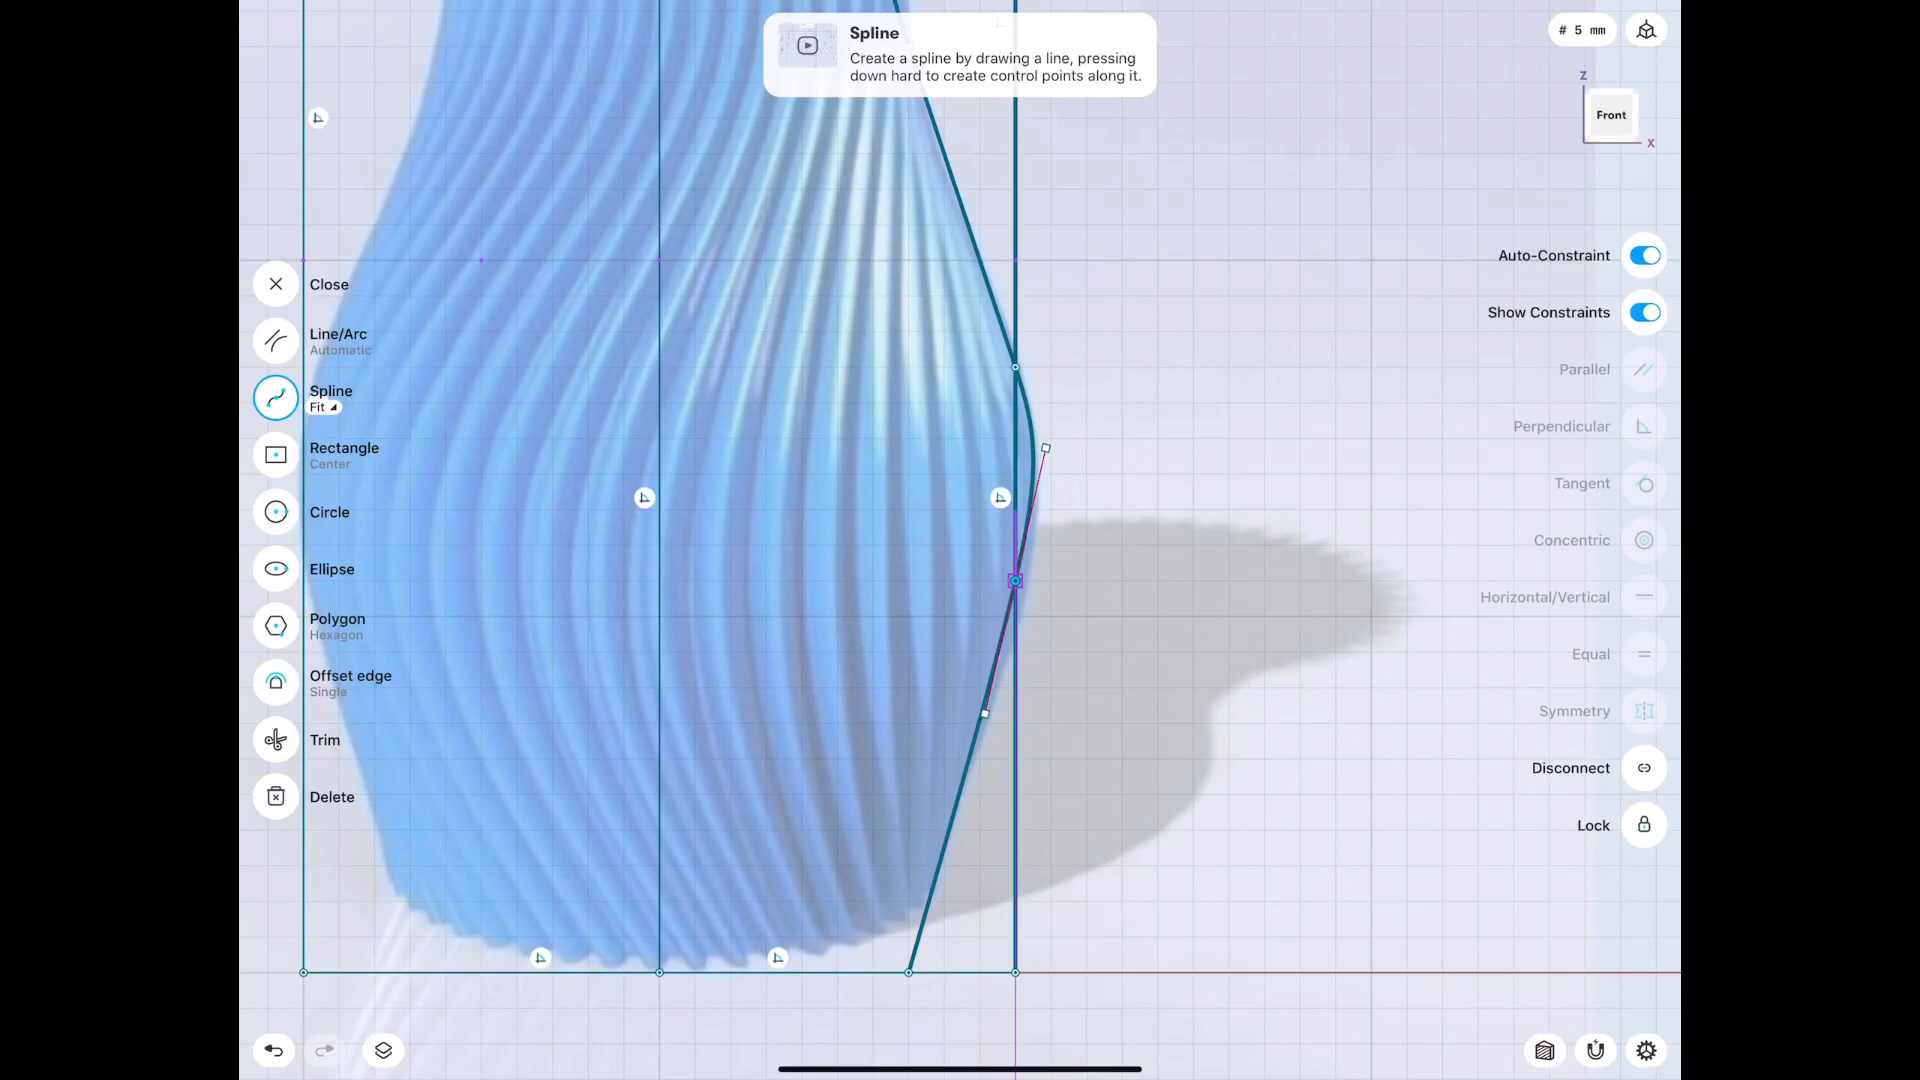 Spline
Create a spline by drawing a line, pressing
down hard to create control points along it.
# 5 mm
Z
Front
X
Close
Line/Arc
Automatic
Spline
Fit
Rectangle
Center
Circle
Ellipse
Polygon
Hexagon
Offset edge
Single
Trim
Delete
Auto-Constraint
Show Constraints
Parallel
Perpendicular
Tangent
Concentric
Horizontal/Vertical
Equal
Symmetry
Disconnect
Lock